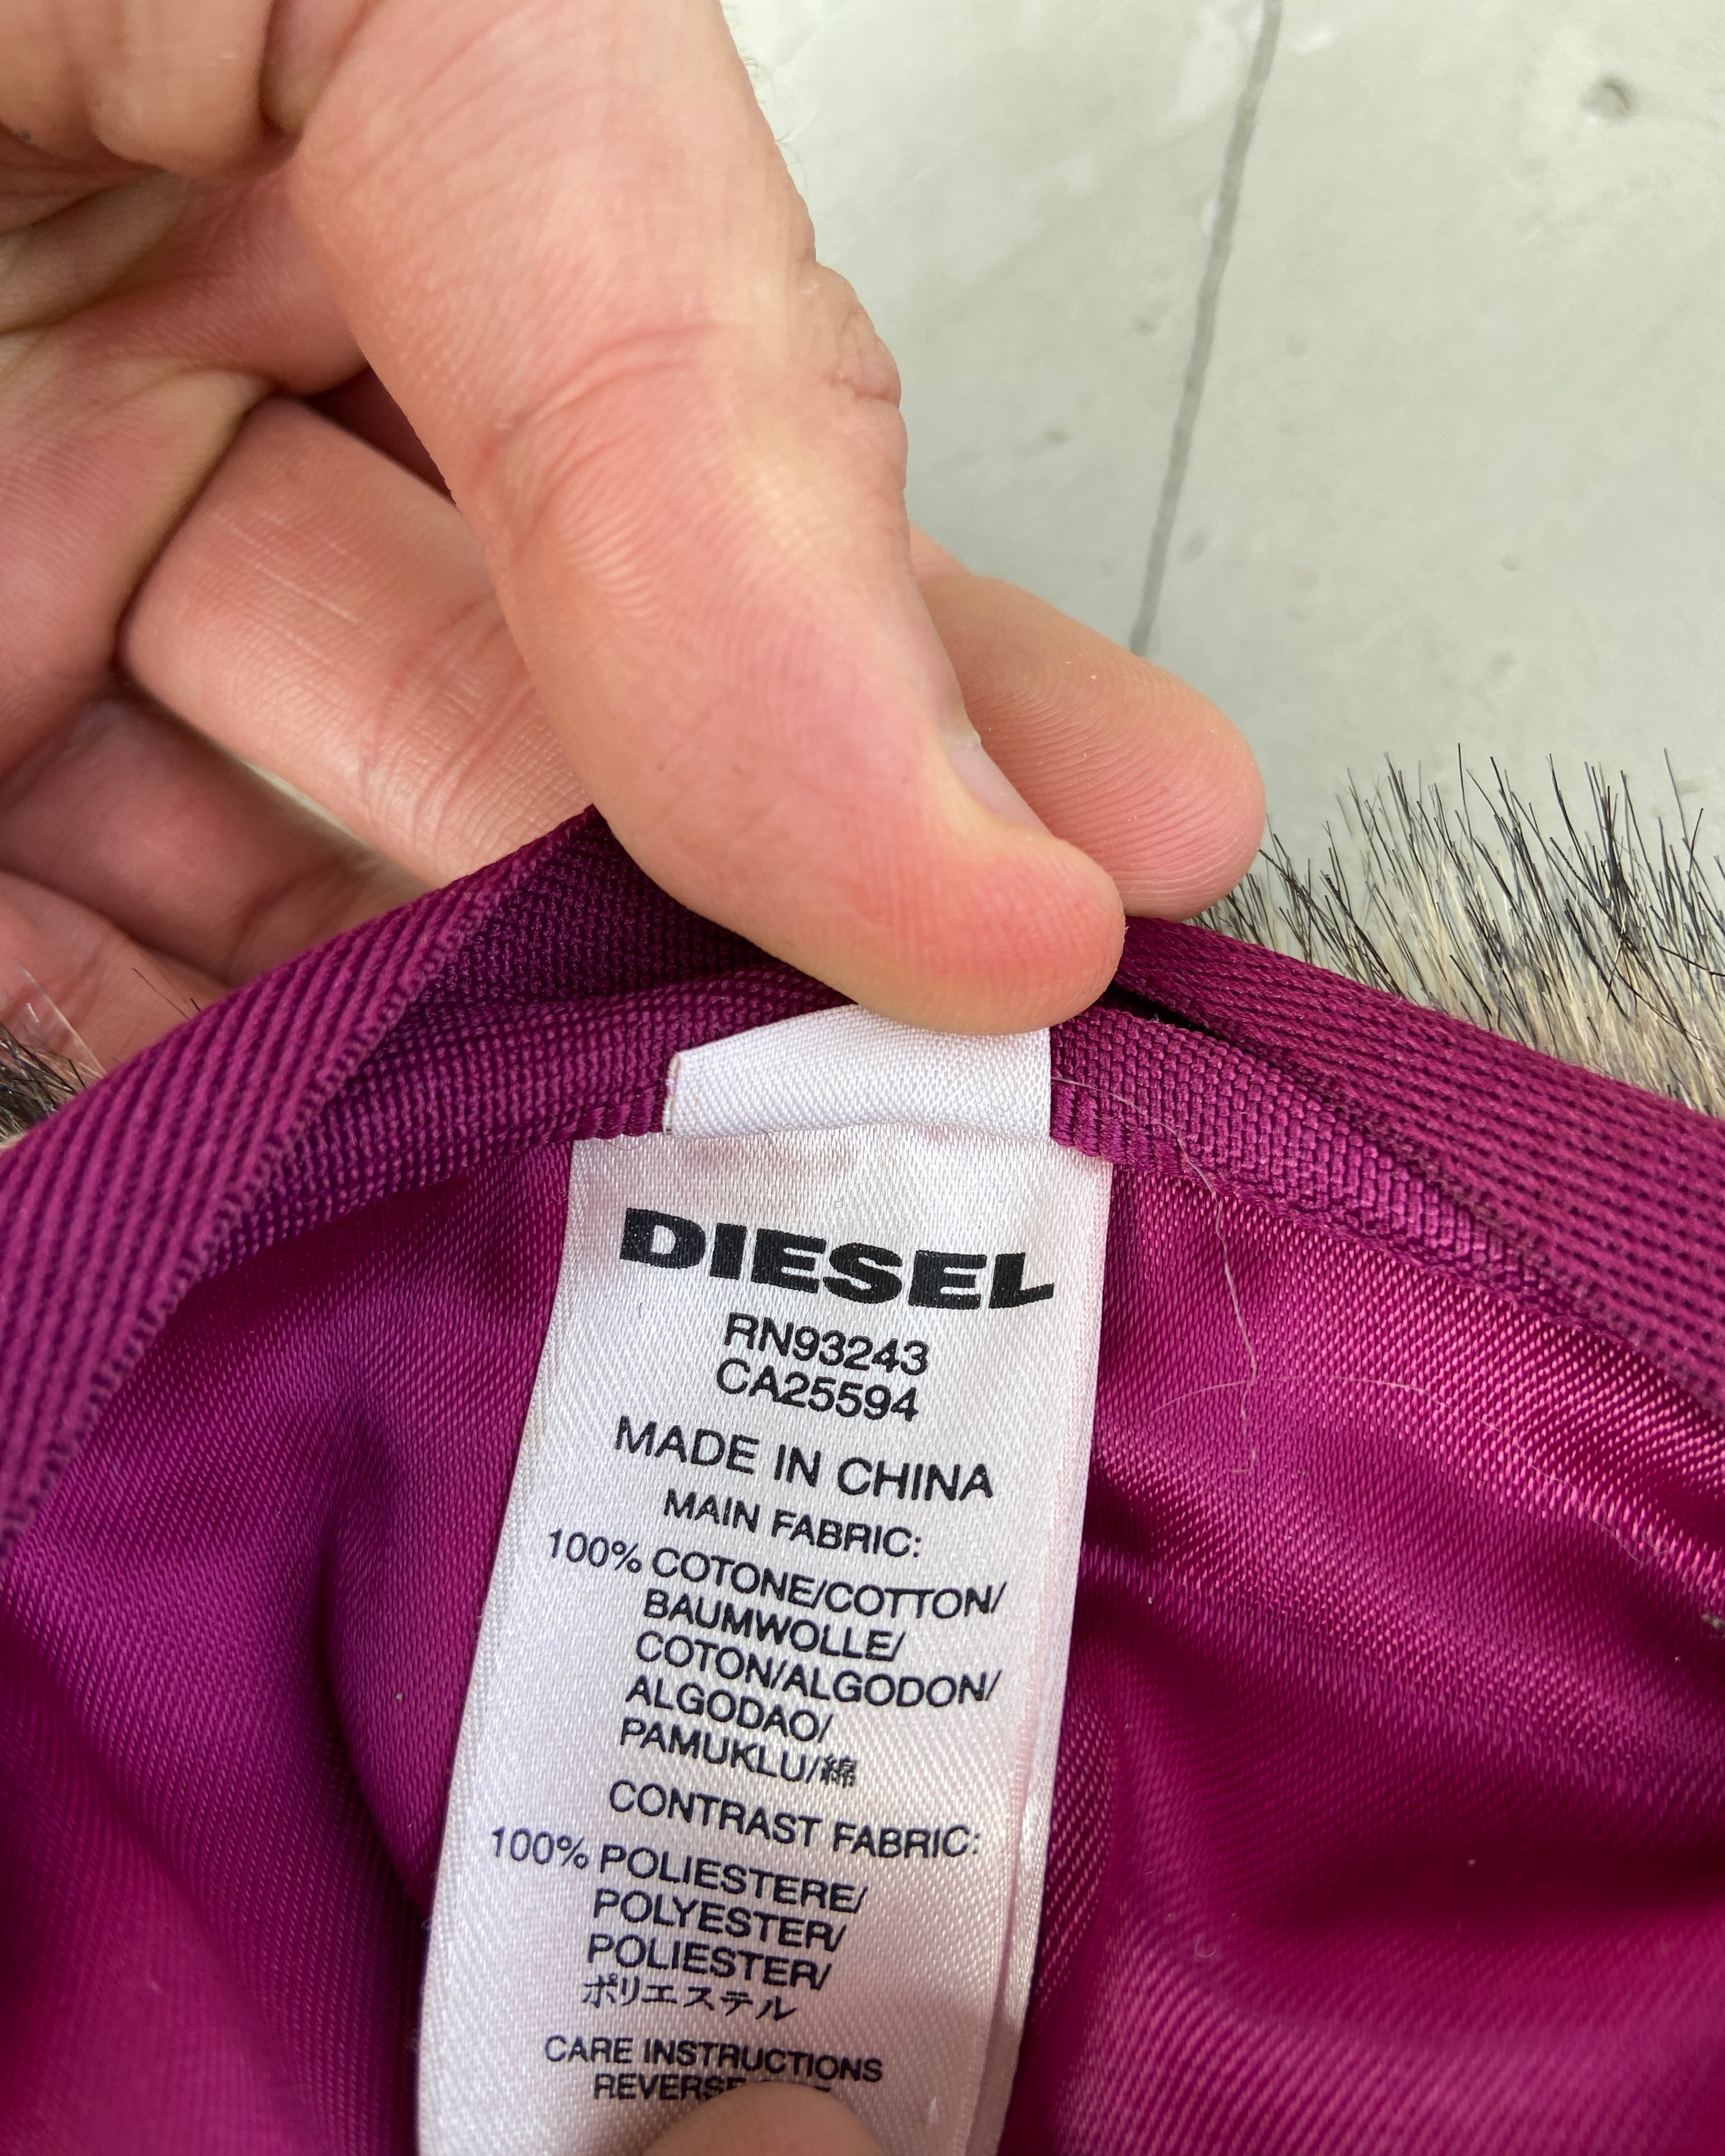 DIESEL
RN93243
CA25594
MADE IN CHINA
MAIN FABRIC:
100% COTONE/COTTON/
BAUMWOLLE/
COTON/ALGODON/
ALGODAO/
PAMUKLU/綿
CONTRAST FABRIC:
100% POLIESTERE/
POLYESTER/
POLIESTER/
ポリエステル
CARE INSTRUCTIONS
REVERSE